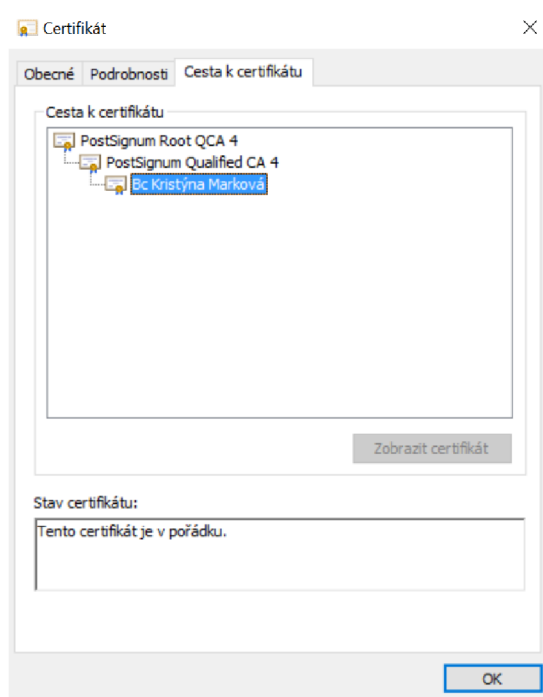 Certifikát
Obecné Podrobnosti Cesta k certifikátu
Cesta k certifikátu
PostSignum Root QCA 4
PostSignum Qualified CA 4
Bc Kristýna Marková
Zobrazit certifikát
Stav certifikátu:
Tento certifikát je v pořádku.
OK